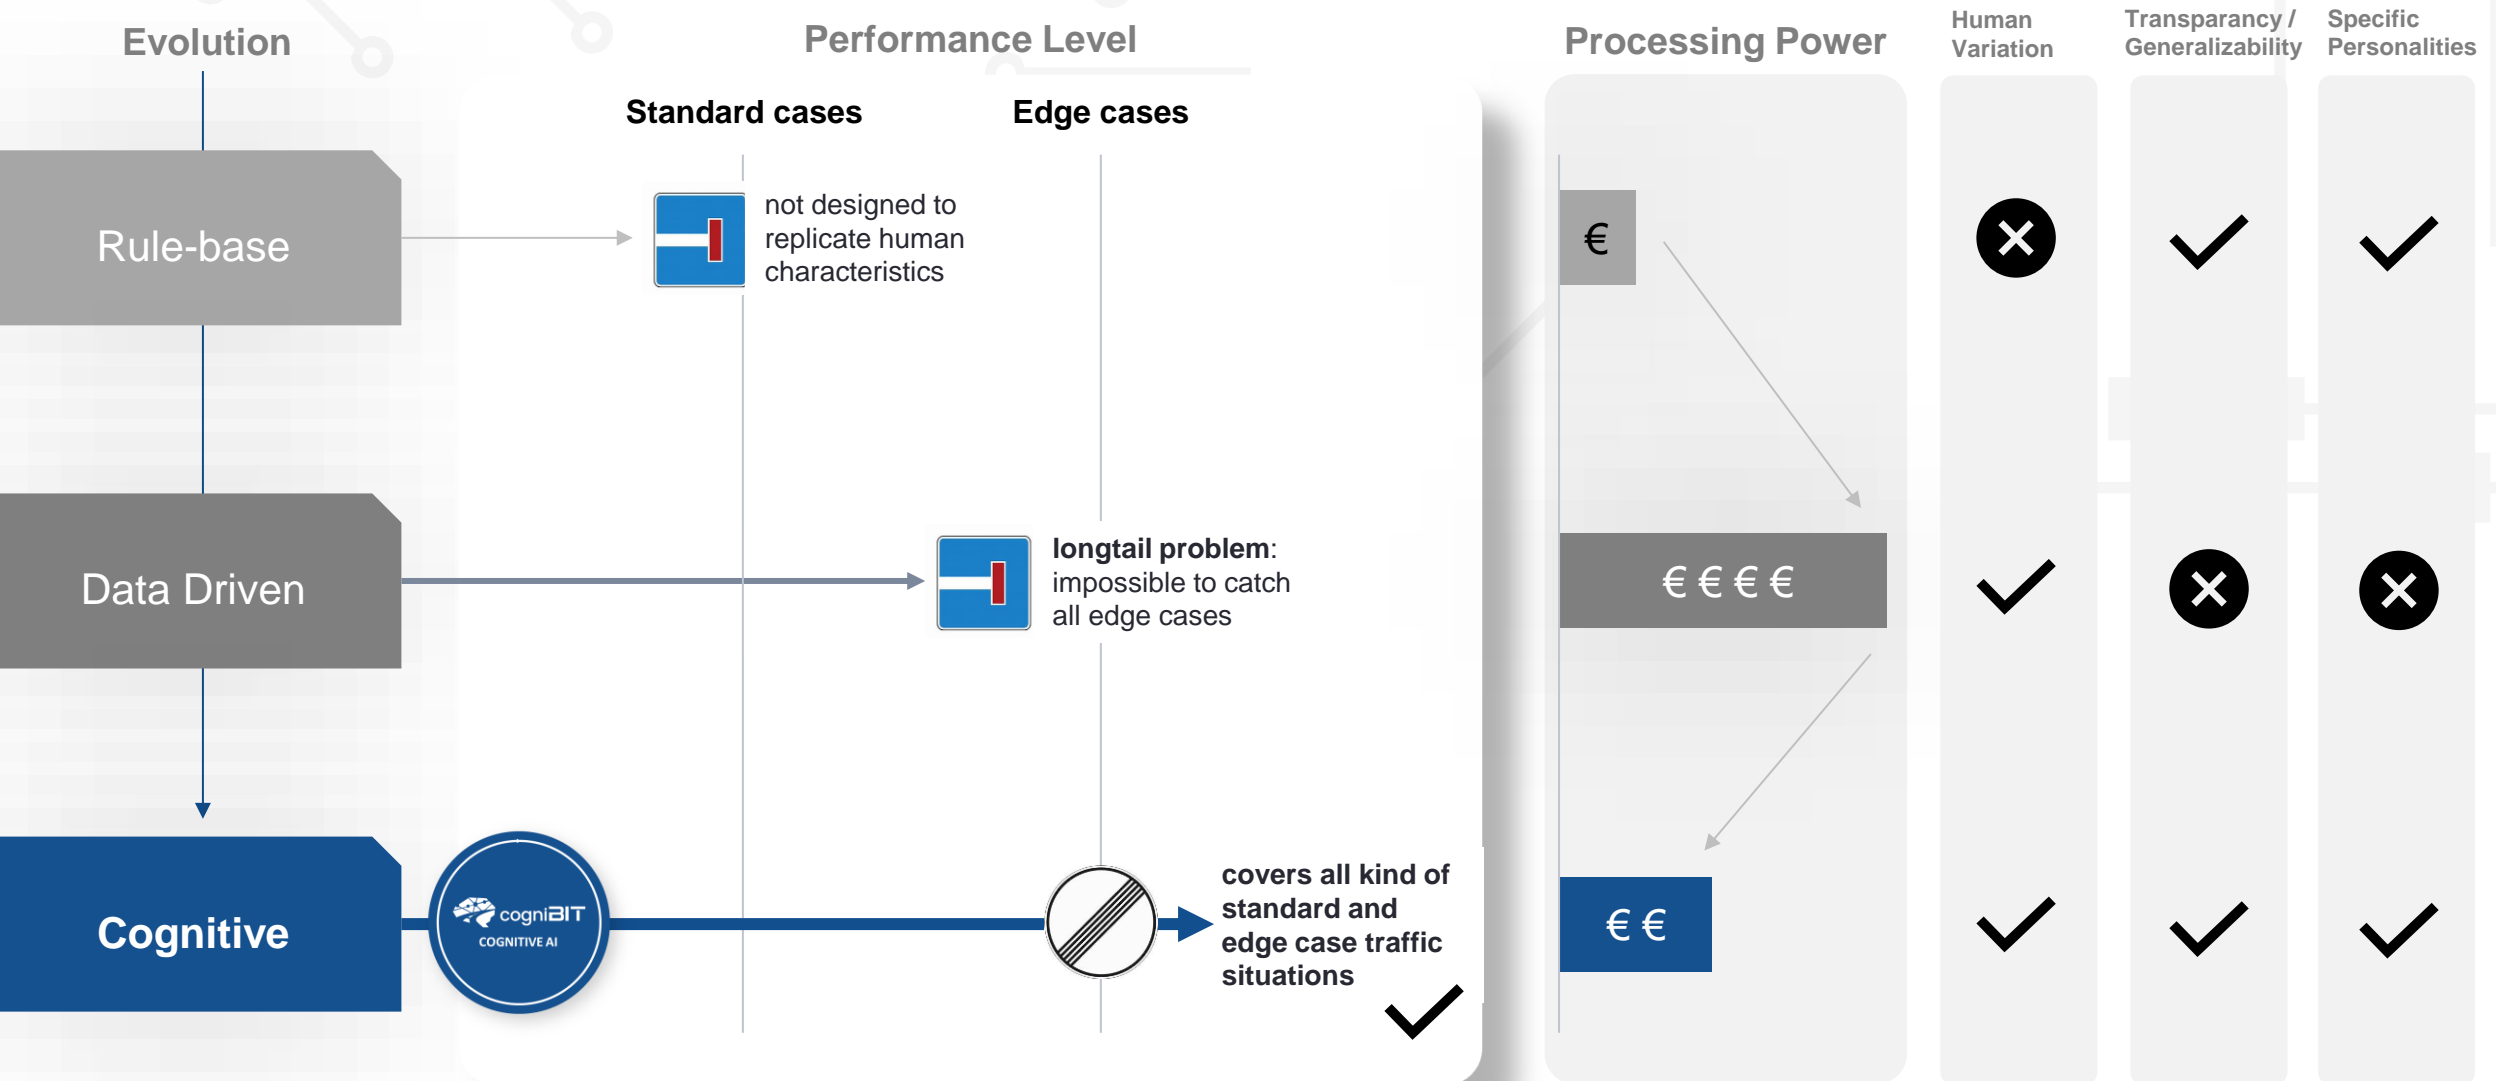 Evolution
Performance Level
Processing Power
Human
Variation
Transparancy /
Generalizability
Specific
Personalities
Standard cases
Edge cases
Rule-base
not designed to
replicate human
characteristics
€
Data Driven
longtail problem:
impossible to catch
all edge cases
€ € € €
Cognitive
cogniBIT
COGNITIVE AI
covers all kind of
standard and
edge case traffic
situations
€ €